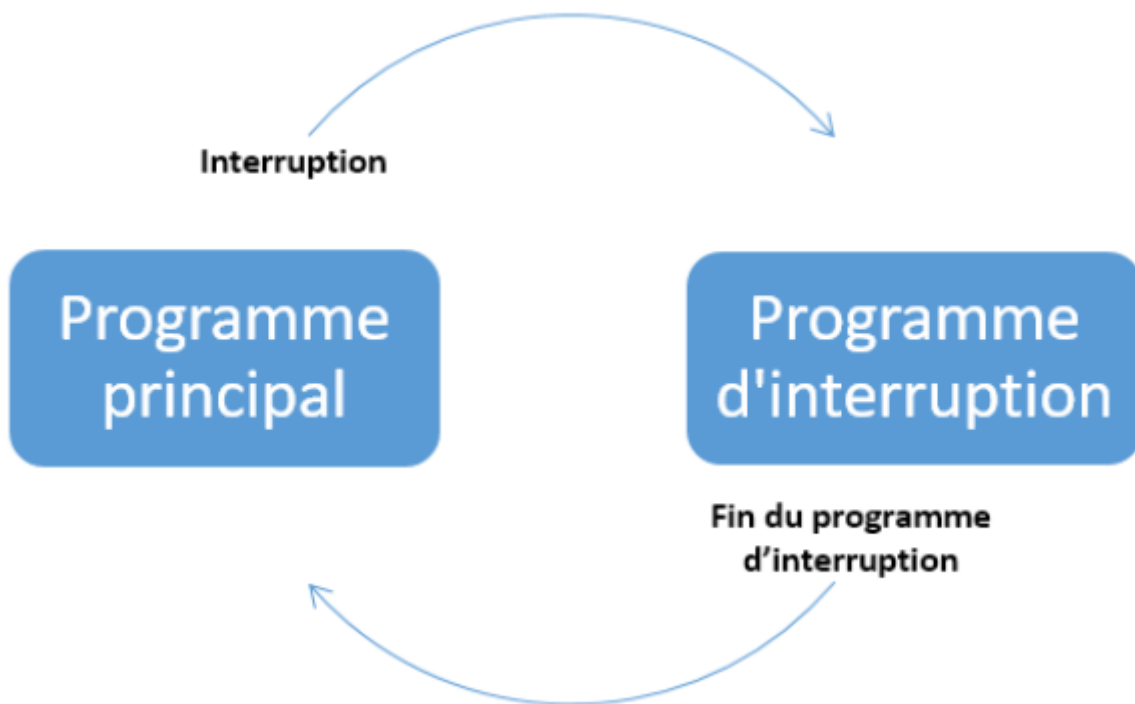 Interruption
Programme
principal
Programme
d'interruption
Fin du programme
d’interruption